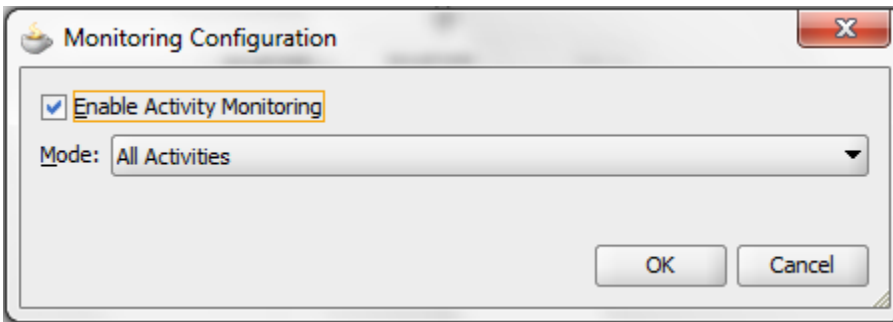 Monitoring Configuration
Enable Activity Monitoring
Mode: All Activities
OK Cancel